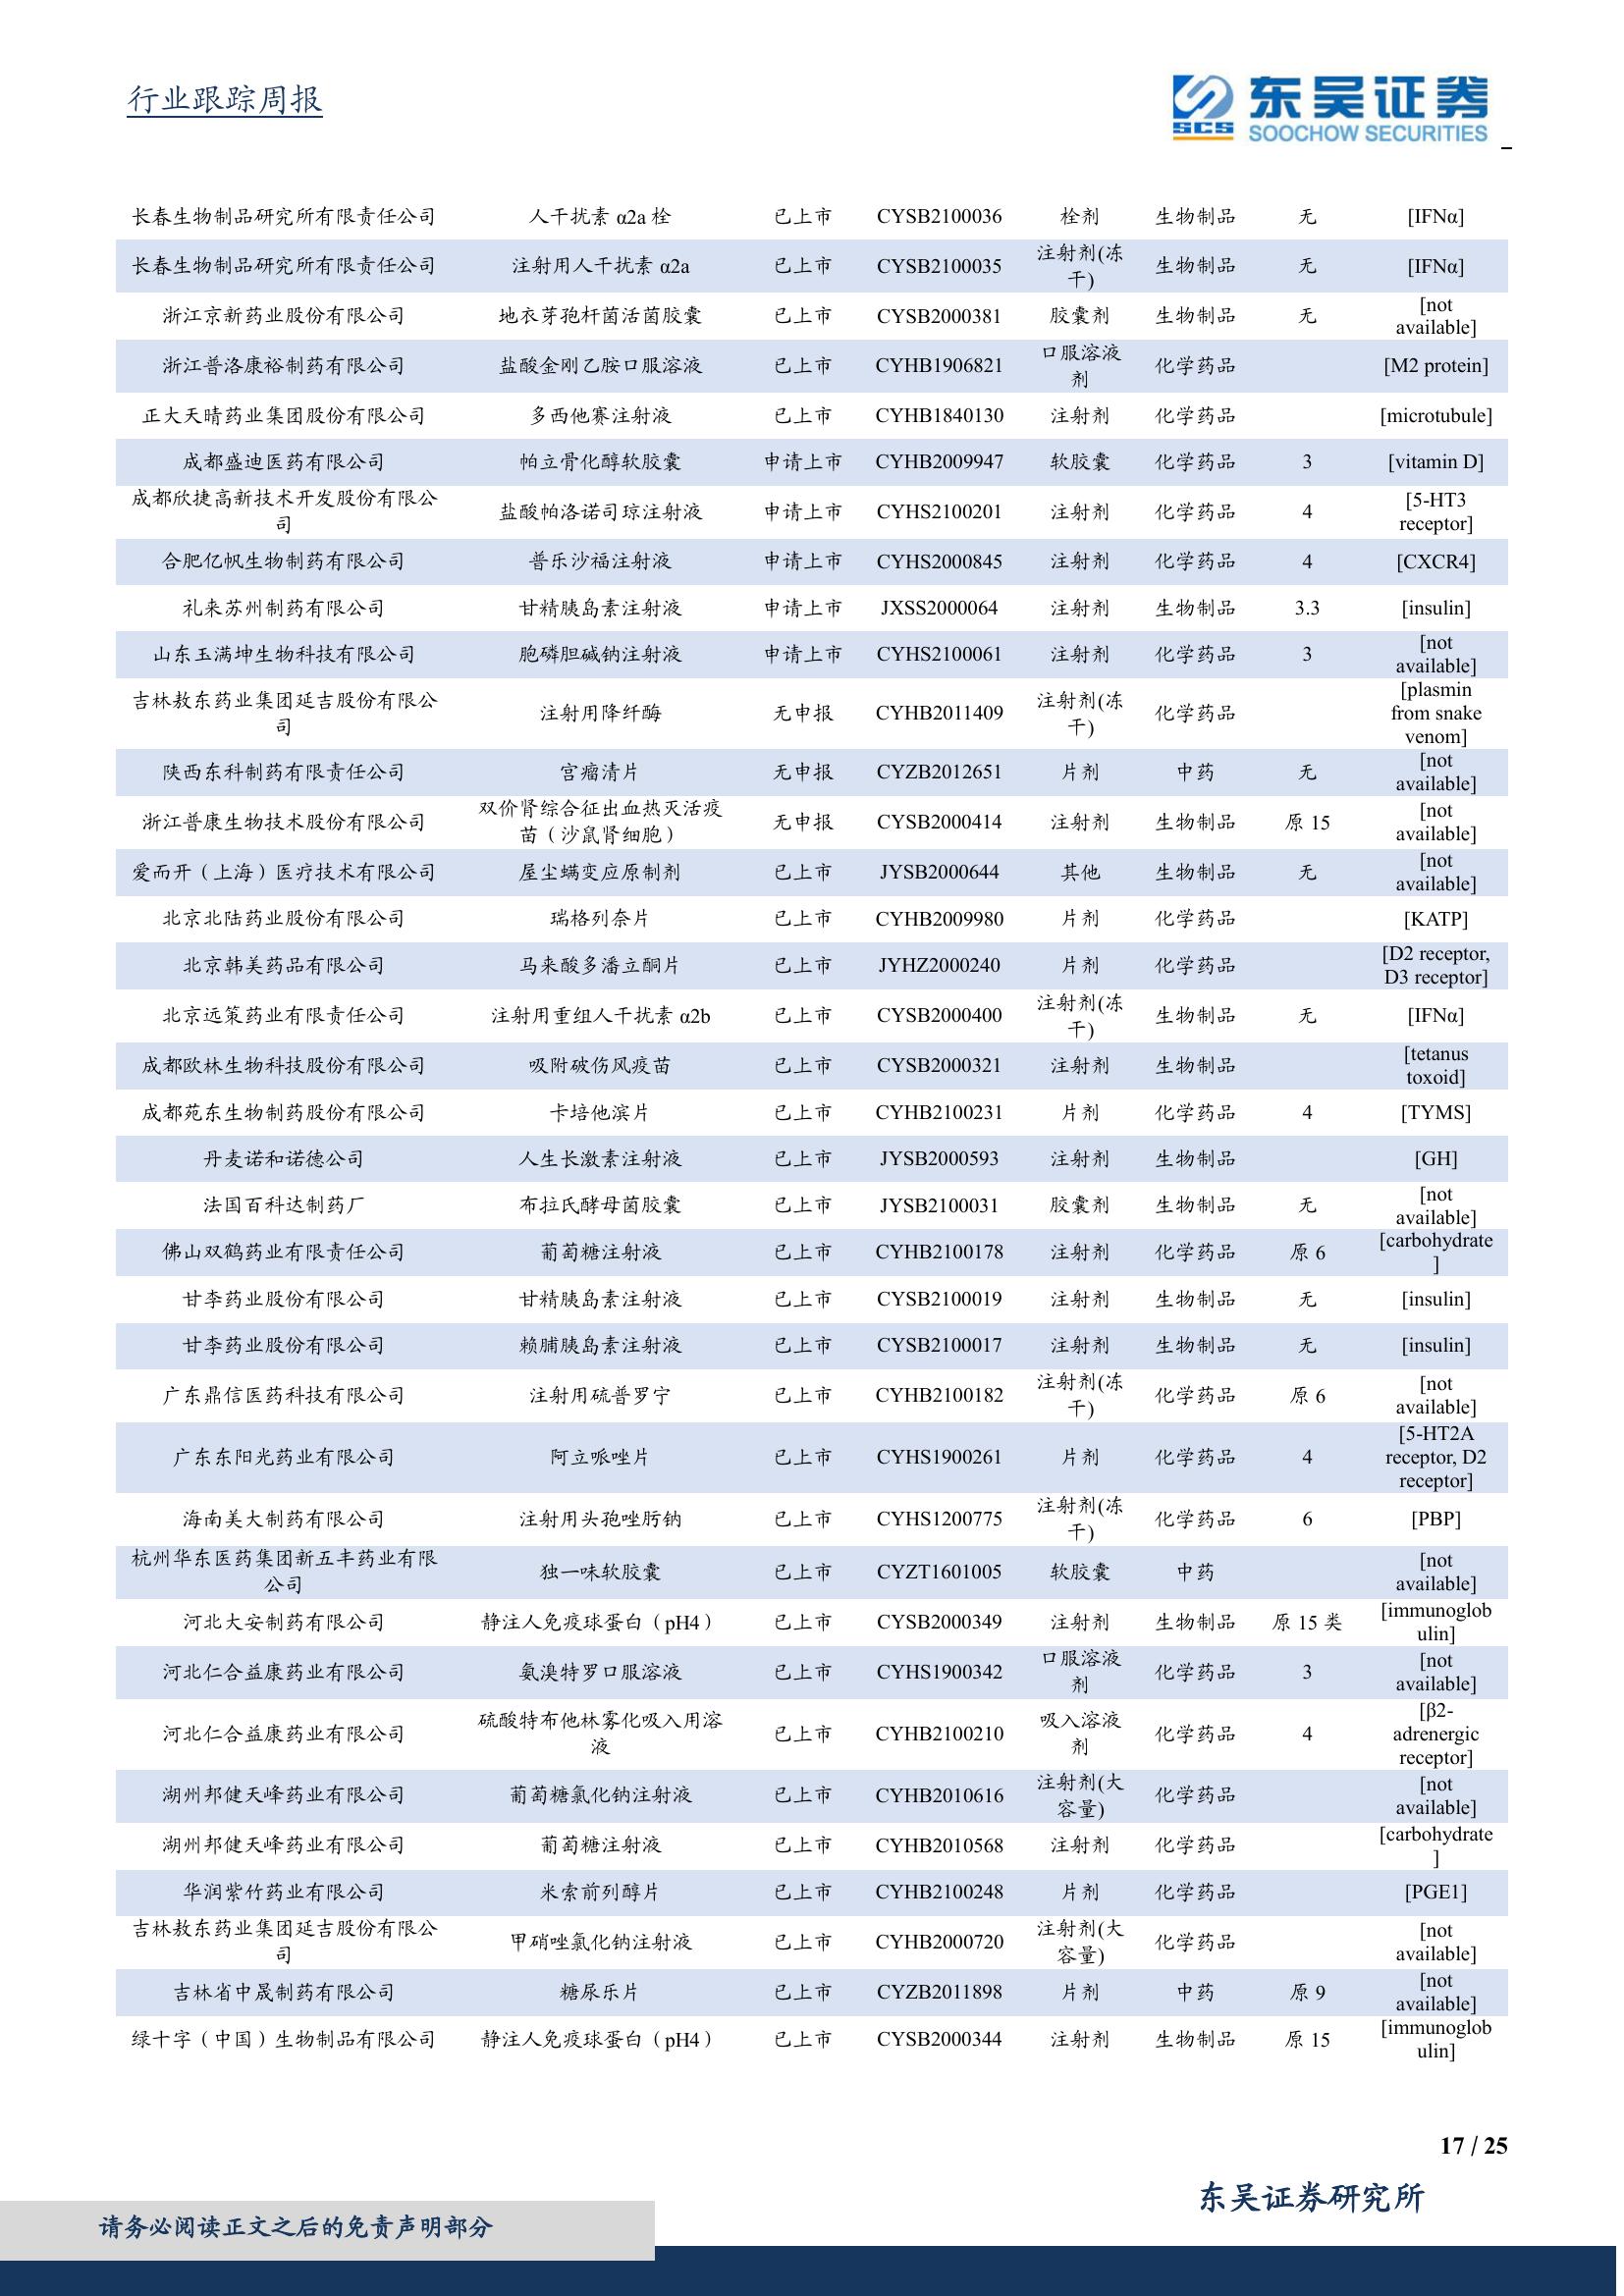 行业跟踪周报
SCS
东吴证券
SOOCHOW SECURITIES
长春生物制品研究所有限责任公司 人干扰素 α2a 栓 已上市 CYSB2100036 栓剂 生物制品 无 [IFNα]
长春生物制品研究所有限责任公司 注射用人干扰素 α2a 已上市 CYSB2100035 注射剂(冻干) 生物制品 无 [IFNα]
浙江京新药业股份有限公司 地衣芽孢杆菌活菌胶囊 已上市 CYSB2000381 胶囊剂 生物制品 无 [not available]
浙江普洛康裕制药有限公司 盐酸金刚乙胺口服溶液 已上市 CYHB1906821 口服溶液剂 化学药品 [M2 protein]
正大天晴药业集团股份有限公司 多西他赛注射液 已上市 CYHB1840130 注射剂 化学药品 [microtubule]
成都盛迪医药有限公司 帕立骨化醇软胶囊 申请上市 CYHB2009947 软胶囊 化学药品 3 [vitamin D]
成都欣捷高新技术开发股份有限公司 盐酸帕洛诺司琼注射液 申请上市 CYHS2100201 注射剂 化学药品 4 [5-HT3 receptor]
合肥亿帆生物制药有限公司 普乐沙福注射液 申请上市 CYHS2000845 注射剂 化学药品 4 [CXCR4]
礼来苏州制药有限公司 甘精胰岛素注射液 申请上市 JXSS2000064 注射剂 生物制品 3.3 [insulin]
山东玉满坤生物科技有限公司 胞磷胆碱钠注射液 申请上市 CYHS2100061 注射剂 化学药品 3 [not available]
吉林敖东药业集团延吉股份有限公司 注射用降纤酶 无申报 CYHB2011409 注射剂(冻干) 化学药品 [plasmin from snake venom]
陕西东科制药有限责任公司 宫瘤清片 无申报 CYZB2012651 片剂 中药 无 [not available]
浙江普康生物技术股份有限公司 双价肾综合征出血热灭活疫苗（沙鼠肾细胞） 无申报 CYSB2000414 注射剂 生物制品 原 15 [not available]
爱而开（上海）医疗技术有限公司 屋尘螨变应原制剂 已上市 JYSB2000644 其他 生物制品 无 [not available]
北京北陆药业股份有限公司 瑞格列奈片 已上市 CYHB2009980 片剂 化学药品 [KATP]
北京韩美药品有限公司 马来酸多潘立酮片 已上市 JYHZ2000240 片剂 化学药品 [D2 receptor, D3 receptor]
北京远策药业有限责任公司 注射用重组人干扰素 α2b 已上市 CYSB2000400 注射剂(冻干) 生物制品 无 [IFNα]
成都欧林生物科技股份有限公司 吸附破伤风疫苗 已上市 CYSB2000321 注射剂 生物制品 [tetanus toxoid]
成都苑东生物制药股份有限公司 卡培他滨片 已上市 CYHB2100231 片剂 化学药品 4 [TYMS]
丹麦诺和诺德公司 人生长激素注射液 已上市 JYSB2000593 注射剂 生物制品 [GH]
法国百科达制药厂 布拉氏酵母菌胶囊 已上市 JYSB2100031 胶囊剂 生物制品 无 [not available]
佛山双鹤药业有限责任公司 葡萄糖注射液 已上市 CYHB2100178 注射剂 化学药品 原 6 [carbohydrate]
甘李药业股份有限公司 甘精胰岛素注射液 已上市 CYSB2100019 注射剂 生物制品 无 [insulin]
甘李药业股份有限公司 赖脯胰岛素注射液 已上市 CYSB2100017 注射剂 生物制品 无 [insulin]
广东鼎信医药科技有限公司 注射用硫普罗宁 已上市 CYHB2100182 注射剂(冻干) 化学药品 原 6 [not available]
广东东阳光药业有限公司 阿立哌唑片 已上市 CYHS1900261 片剂 化学药品 4 [5-HT2A receptor, D2 receptor]
海南美大制药有限公司 注射用头孢唑肟钠 已上市 CYHS1200775 注射剂(冻干) 化学药品 6 [PBP]
杭州华东医药集团新五丰药业有限公司 独一味软胶囊 已上市 CYZT1601005 软胶囊 中药 [not available]
河北大安制药有限公司 静注人免疫球蛋白（pH4） 已上市 CYSB2000349 注射剂 生物制品 原 15 类 [immunoglobulin]
河北仁合益康药业有限公司 氨溴特罗口服溶液 已上市 CYHS1900342 口服溶液剂 化学药品 3 [not available]
河北仁合益康药业有限公司 硫酸特布他林雾化吸入用溶液 已上市 CYHB2100210 吸入溶液剂 化学药品 4 [β2-adrenergic receptor]
湖州邦健天峰药业有限公司 葡萄糖氯化钠注射液 已上市 CYHB2010616 注射剂(大容量) 化学药品 [not available]
湖州邦健天峰药业有限公司 葡萄糖注射液 已上市 CYHB2010568 注射剂 化学药品 [carbohydrate]
华润紫竹药业有限公司 米索前列醇片 已上市 CYHB2100248 片剂 化学药品 [PGE1]
吉林敖东药业集团延吉股份有限公司 甲硝唑氯化钠注射液 已上市 CYHB2000720 注射剂(大容量) 化学药品 [not available]
吉林省中晟制药有限公司 糖尿乐片 已上市 CYZB2011898 片剂 中药 原 9 [not available]
绿十字（中国）生物制品有限公司 静注人免疫球蛋白（pH4） 已上市 CYSB2000344 注射剂 生物制品 原 15 [immunoglobulin]
17 / 25
东吴证券研究所
请务必阅读正文之后的免责声明部分